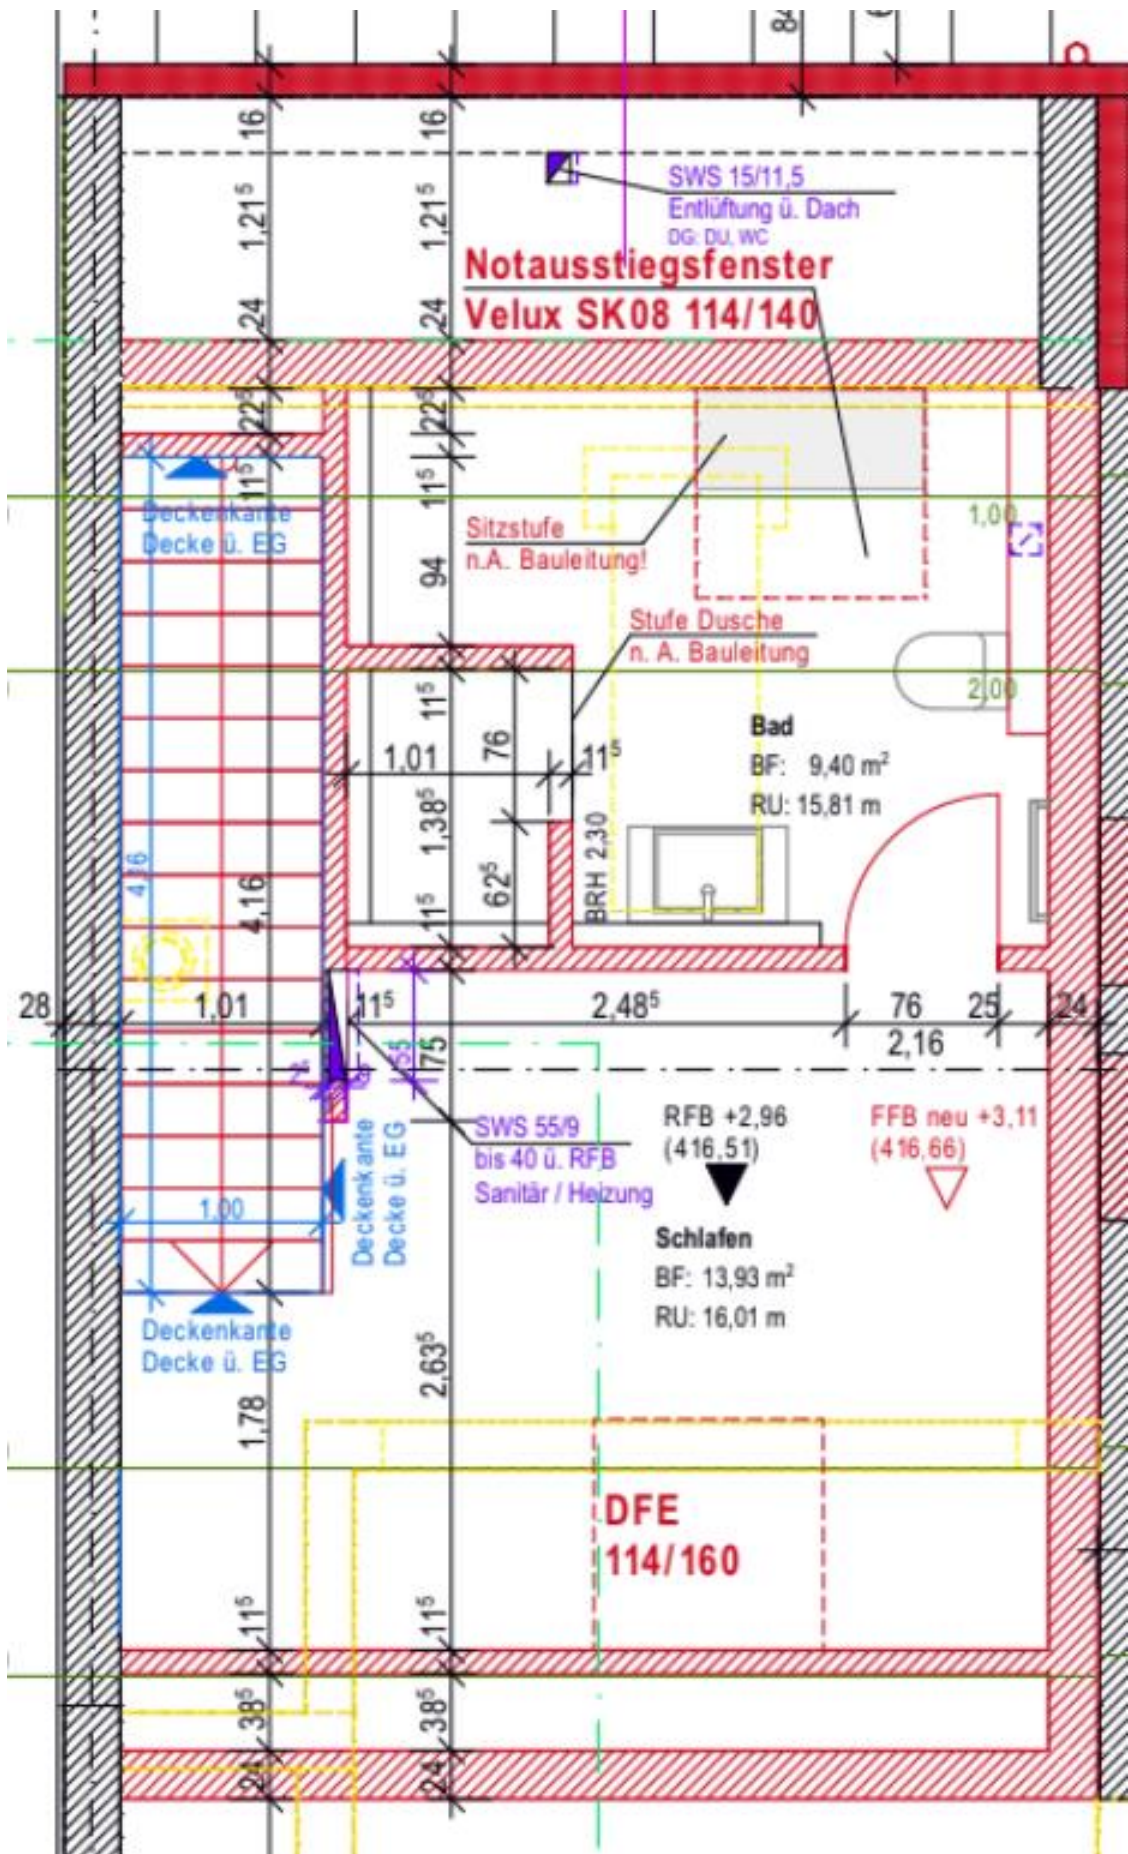 84
16
16
SWS 15/11,5
Entlüftung ü. Dach
DG: DU, WC
1,21⁵
1,21⁵
Notausstiegsfenster
Velux SK08 114/140
24
24
22⁵
22⁵
11⁵
11⁵
Deckenkante
Decke ü. EG
Sitzstufe
n.A. Bauleitung!
1,00
94
Stufe Dusche
n. A. Bauleitung
2,00
11⁵
76
1,01
11⁵
Bad
BF: 9,40 m²
RU: 15,81 m
1,38⁵
BRH 2,30
62⁵
4,16
4,16
11⁵
28
1,01
11⁵
2,48⁵
76
25
24
2,16
55
75
SWS 55/9
bis 40 ü. RFB
Sanitär / Heizung
RFB +2,96
(416,51)
FFB neu +3,11
(416,66)
Deckenkante
Decke ü. EG
1,00
Schlafen
BF: 13,93 m²
RU: 16,01 m
Deckenkante
Decke ü. EG
2,63⁵
1,78
DFE
114/160
11⁵
11⁵
38⁵
38⁵
24
24